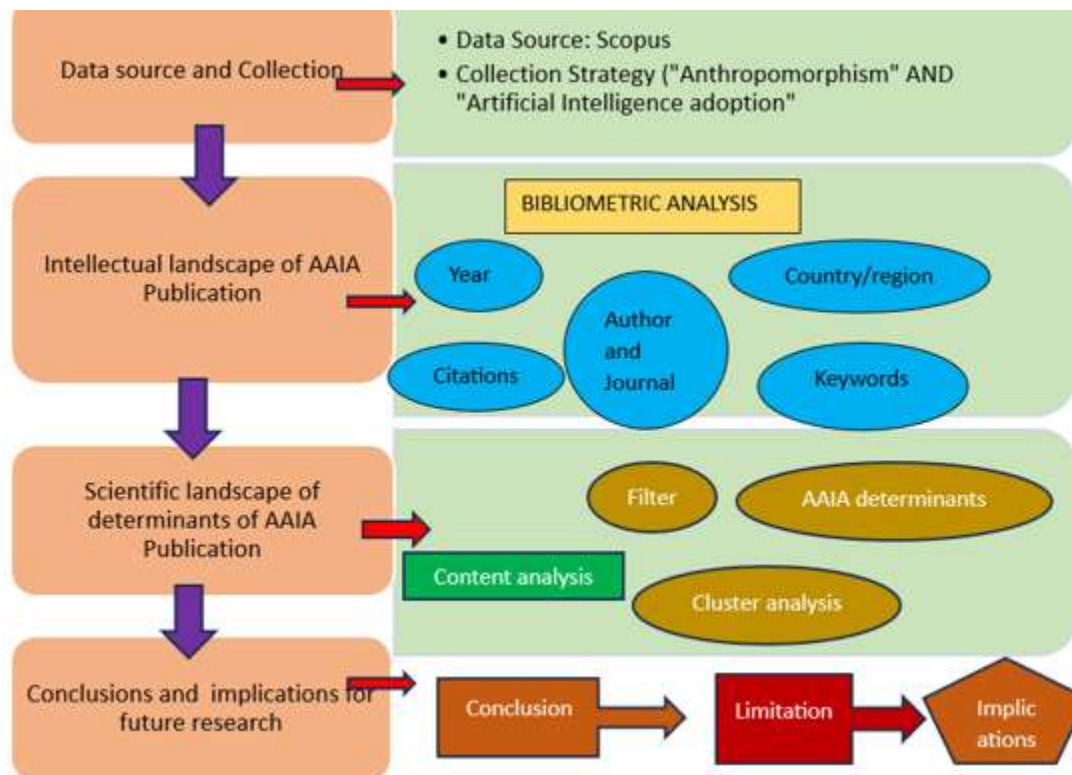 Data source and Collection
• Data Source: Scopus
• Collection Strategy ("Anthropomorphism" AND
"Artificial Intelligence adoption"
Intellectual landscape of AAIA
Publication
BIBLIOMETRIC ANALYSIS
Year
Country/region
Author
and
Journal
Citations
Keywords
Scientific landscape of
determinants of AAIA
Publication
Filter
AAIA determinants
Content analysis
Cluster analysis
Conclusions and implications for
future research
Conclusion
Limitation
Implic
ations